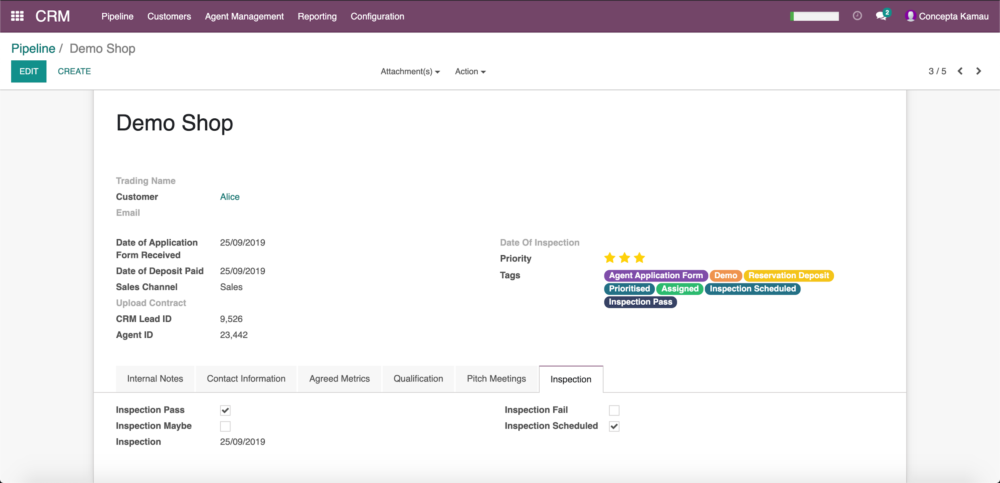 CRM Pipeline Customers Agent Management Reporting Configuration 2 Concepta Kamau
Pipeline / Demo Shop
EDIT CREATE Attachment(s) Action 3 / 5
Demo Shop
Trading Name
Customer Alice
Email
Date of Application 25/09/2019 Date Of Inspection
Form Received Priority
Date of Deposit Paid 25/09/2019 Tags Agent Application Form Demo Reservation Deposit
Sales Channel Sales Prioritised Assigned Inspection Scheduled
Upload Contract Inspection Pass
CRM Lead ID 9,526
Agent ID 23,442
Internal Notes Contact Information Agreed Metrics Qualification Pitch Meetings Inspection
Inspection Pass Inspection Fail
Inspection Maybe Inspection Scheduled
Inspection 25/09/2019